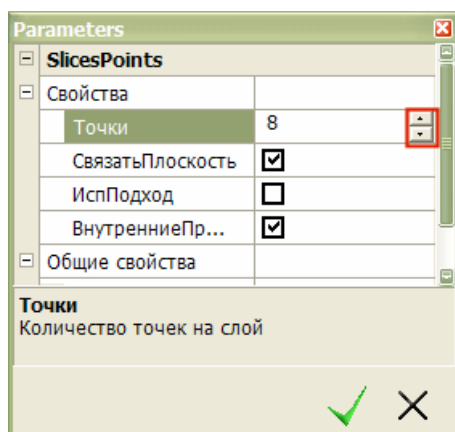 Parameters
SlicesPoints
Свойства
Точки 8
СвязатьПлоскость
ИспПодход
ВнутренниеПр...
Общие свойства
Точки
Количество точек на слой